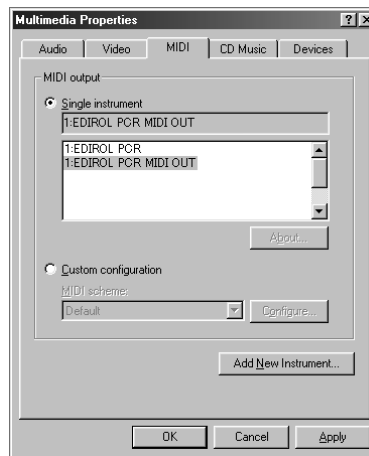 Multimedia Properties
Audio Video MIDI CD Music Devices
MIDI output
Single instrument
1:EDIROL PCR MIDI OUT
1:EDIROL PCR
1:EDIROL PCR MIDI OUT
About...
Custom configuration
MIDI scheme:
Default Configure...
Add New Instrument...
OK Cancel Apply